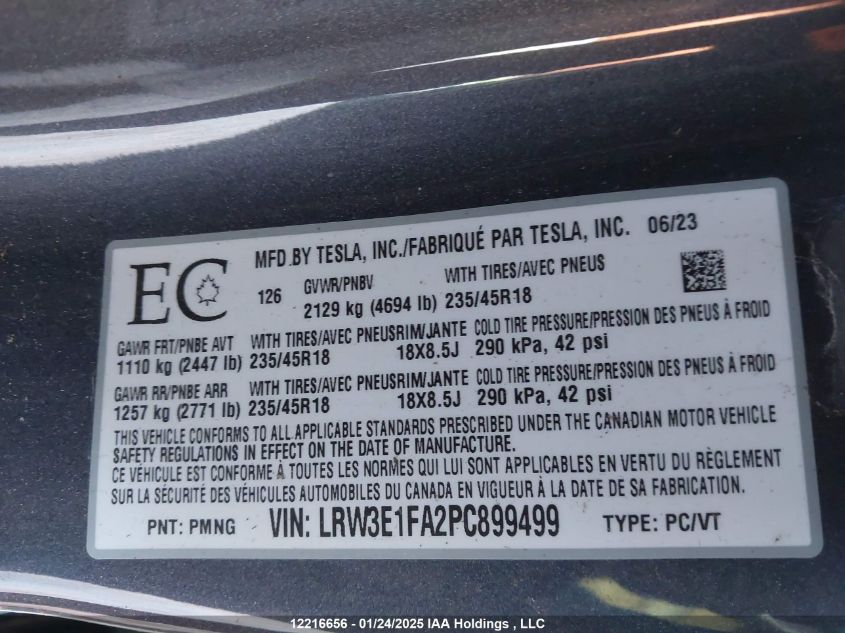 MFD.BY TESLA, INC./FABRIQUÉ PAR TESLA, INC. 06/23
EC 126 GVWR/PNBV WITH TIRES/AVEC PNEUS
2129 kg (4694 lb) 235/45R18
GAWR FRT/PNBE AVT WITH TIRES/AVEC PNEUS RIM/JANTE COLD TIRE PRESSURE/PRESSION DES PNEUS À FROID
1110 kg (2447 lb) 235/45R18 18X8.5J 290 kPa, 42 psi
GAWR RR/PNBE ARR WITH TIRES/AVEC PNEUS RIM/JANTE COLD TIRE PRESSURE/PRESSION DES PNEUS À FROID
1257 kg (2771 lb) 235/45R18 18X8.5J 290 kPa, 42 psi
THIS VEHICLE CONFORMS TO ALL APPLICABLE STANDARDS PRESCRIBED UNDER THE CANADIAN MOTOR VEHICLE
SAFETY REGULATIONS IN EFFECT ON THE DATE OF MANUFACTURE.
CE VÉHICULE EST CONFORME À TOUTES LES NORMES QUI LUI SONT APPLICABLES EN VERTU DU RÈGLEMENT
SUR LA SÉCURITÉ DES VÉHICULES AUTOMOBILES DU CANADA EN VIGUEUR À LA DATE DE SA FABRICATION.
PNT: PMNG VIN: LRW3E1FA2PC899499 TYPE: PC/VT
12216656 - 01/24/2025 IAA Holdings , LLC